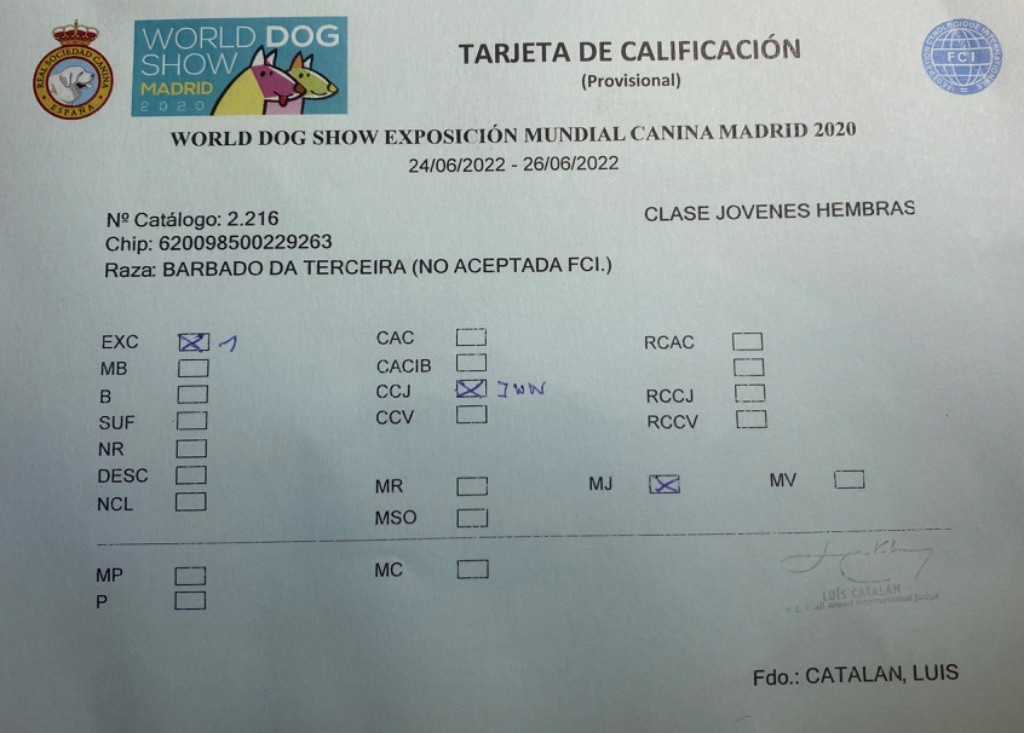 REAL SOCIEDAD CANINA
ESPAÑA
WORLD DOG
SHOW
MADRID
2020
TARJETA DE CALIFICACIÓN
(Provisional)
FCI
WORLD DOG SHOW EXPOSICIÓN MUNDIAL CANINA MADRID 2020
24/06/2022 - 26/06/2022
Nº Catálogo: 2.216
CLASE JOVENES HEMBRAS
Chip: 620098500229263
Raza: BARBADO DA TERCEIRA (NO ACEPTADA FCI.)
EXC 1 CAC RCAC
MB CACIB
B CCJ JWW RCCJ
SUF CCV RCCV
NR
DESC MR MJ MV
NCL MSO
MP MC
P
LUÍS CATALÁN
Fdo.: CATALAN, LUIS